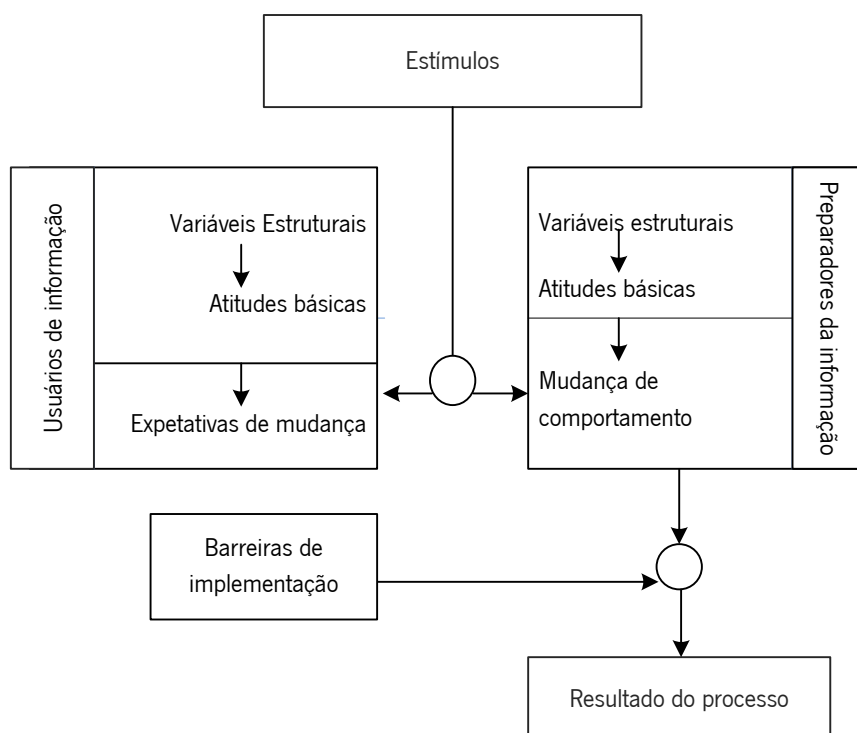 Estímulos
Usuários de informação
Variáveis Estruturais
Atitudes básicas
Expetativas de mudança
Variáveis estruturais
Atitudes básicas
Mudança de
comportamento
Preparadores da informação
Barreiras de
implementação
Resultado do processo